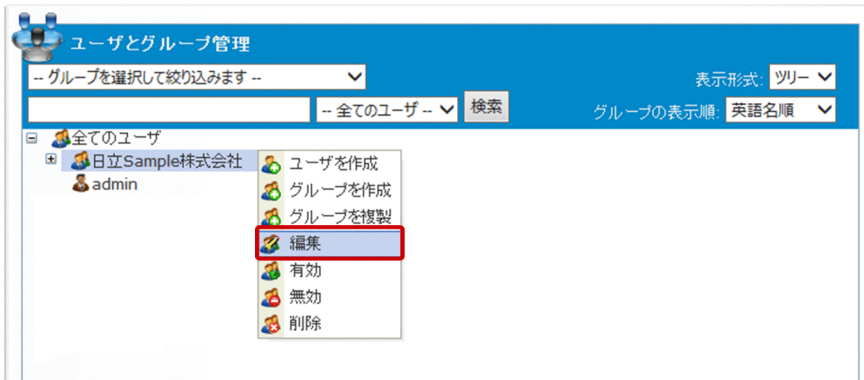 ユーザとグループ管理
-- グループを選択して絞り込みます --
表示形式: ツリー
-- 全てのユーザ -- 検索 グループの表示順: 英語名順
全てのユーザ
日立Sample株式会社
admin
ユーザを作成
グループを作成
グループを複製
編集
有効
無効
削除